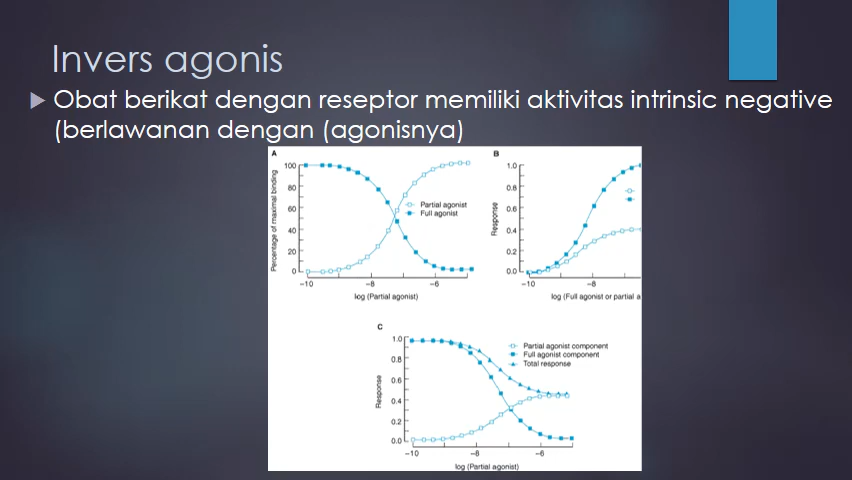 Invers agonis
Obat berikat dengan reseptor memiliki aktivitas intrinsic negative
(berlawanan dengan (agonisnya)
A
Percentage of maximal binding
100
80
60
40
20
0
Partial agonist
Full agonist
–10
–8
–6
log (Partial agonist)
B
Response
1.0
0.8
0.6
0.4
0.2
0.0
–10
–8
log (Full agonist or partial a
C
Response
1.0
0.8
0.6
0.4
0.2
0.0
Partial agonist component
Full agonist component
Total response
–10
–8
–6
log (Partial agonist)